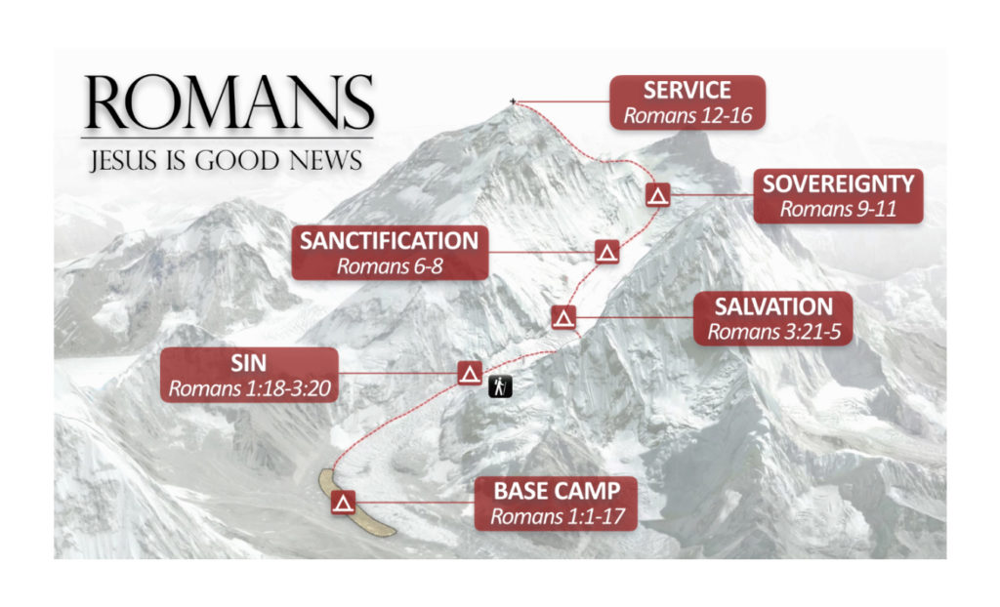 ROMANS
JESUS IS GOOD NEWS
SERVICE
Romans 12-16
SOVEREIGNTY
Romans 9-11
SANCTIFICATION
Romans 6-8
SALVATION
Romans 3:21-5
SIN
Romans 1:18-3:20
BASE CAMP
Romans 1:1-17